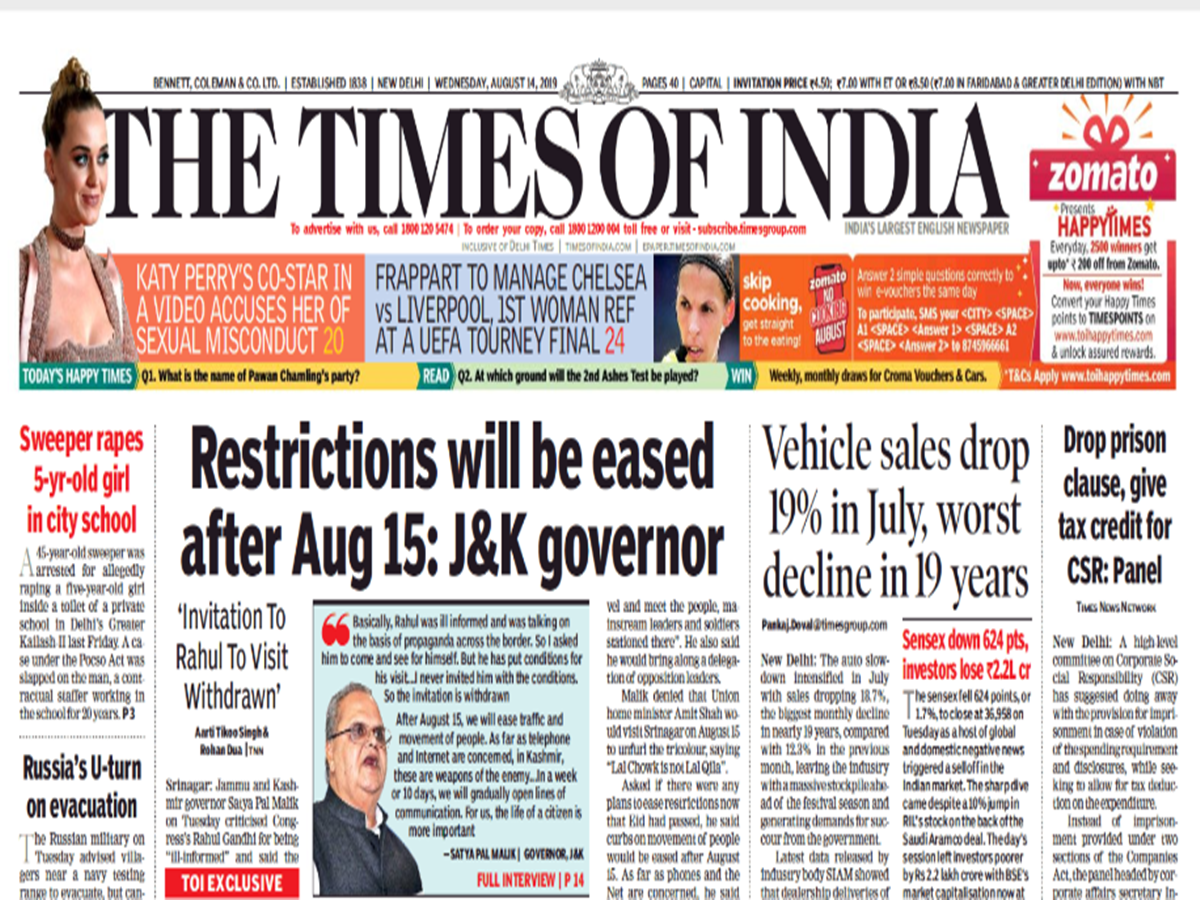 BENNETT, COLEMAN & CO. LTD. | ESTABLISHED 1838 | NEW DELHI | WEDNESDAY, AUGUST 14, 2019
PAGES 40 | CAPITAL | INVITATION PRICE ₹4.50; ₹7.00 WITH ET OR ₹8.50 (₹7.00 IN FARIDABAD & GREATER DELHI EDITION) WITH NBT
THE TIMES OF INDIA
To advertise with us, call 1800 120 5474 | To order your copy, call 1800 1200 004 toll free or visit - subscribe.timesgroup.com
INDIA'S LARGEST ENGLISH NEWSPAPER
INCLUSIVE OF DELHI TIMES | TIMESOFINDIA.COM | EPAPER.TIMESOFINDIA.COM
zomato
Presents
HAPPYTIMES
Everyday, 2500 winners get
upto* ₹ 200 off from Zomato.
Now, everyone wins!
Convert your Happy Times
points to TIMESPOINTS on
www.toihappytimes.com
& unlock assured rewards.
KATY PERRY'S CO-STAR IN
A VIDEO ACCUSES HER OF
SEXUAL MISCONDUCT 20
FRAPPART TO MANAGE CHELSEA
vs LIVERPOOL, 1ST WOMAN REF
AT A UEFA TOURNEY FINAL 24
skip
cooking,
get straight
to the eating!
zomato
NO
COOKING
AUGUST
Answer 2 simple questions correctly to
win e-vouchers the same day
To participate, SMS your <CITY> <SPACE>
A1 <SPACE> <Answer 1> <SPACE> A2
<SPACE> <Answer 2> to 8745966661
TODAY'S HAPPY TIMES
Q1. What is the name of Pawan Chamling's party?
READ
Q2. At which ground will the 2nd Ashes Test be played?
WIN
Weekly, monthly draws for Croma Vouchers & Cars.
*T&Cs Apply www.toihappytimes.com
Sweeper rapes
5-yr-old girl
in city school
A 45-year-old sweeper was
arrested for allegedly
raping a five-year-old girl
inside a toilet of a private
school in Delhi's Greater
Kailash II last Friday. A ca-
se under the Pocso Act was
slapped on the man, a cont-
ractual staffer working in
the school for 20 years. P 3
Russia's U-turn
on evacuation
The Russian military on
Tuesday advised villa-
gers near a navy testing
range to evacuate, but can-
Restrictions will be eased
after Aug 15: J&K governor
'Invitation To
Rahul To Visit
Withdrawn'
Aarti Tikoo Singh &
Rohan Dua | TNN
Srinagar: Jammu and Kash-
mir governor Satya Pal Malik
on Tuesday criticised Cong-
ress's Rahul Gandhi for being
"ill-informed" and said the
TOI EXCLUSIVE
Basically, Rahul was ill informed and was talking on
the basis of propaganda across the border. So I asked
him to come and see for himself. But he has put conditions for
his visit...I never invited him with the conditions.
So the invitation is withdrawn
After August 15, we will ease traffic and
movement of people. As far as telephone
and Internet are concerned, in Kashmir,
these are weapons of the enemy...In a week
or 10 days, we will gradually open lines of
communication. For us, the life of a citizen is
more important
—SATYA PAL MALIK | GOVERNOR, J&K
FULL INTERVIEW | P 14
vel and meet the people, ma-
inscream leaders and soldiers
stationed there". He also said
he would bring along a delega-
tion of opposition leaders.
Malik denied that Union
home minister Amit Shah wo-
uld visit Srinagar on August 15
to unfurl the tricolour, saying
"Lal Chowk is not Lal Qila".
Asked if there were any
plans to ease restrictions now
that Eid had passed, he said
curbs on movement of people
would be eased after August
15. As far as phones and the
Net are concerned, he said
Vehicle sales drop
19% in July, worst
decline in 19 years
Pankaj.Doval@timesgroup.com
New Delhi: The auto slow-
down intensified in July
with sales dropping 18.7%,
the biggest monthly decline
in nearly 19 years, compared
with 12.3% in the previous
month, leaving the industry
with a massive stockpile ahe-
ad of the festival season and
generating demands for suc-
cour from the government.
Latest data released by
industry body SIAM showed
that dealership deliveries of
Sensex down 624 pts,
investors lose ₹2.2L cr
The sensex fell 624 points, or
1.7%, to close at 36,958 on
Tuesday as a host of global
and domestic negative news
triggered a selloff in the
Indian market. The sharp dive
came despite a 10% jump in
RIL's stock on the back of the
Saudi Aramco deal. The day's
session left investors poorer
by Rs 2.2 lakh crore with BSE's
market capitalisation now at
Drop prison
clause, give
tax credit for
CSR: Panel
TIMES NEWS NETWORK
New Delhi: A high level
committee on Corporate So-
cial Responsibility (CSR)
has suggested doing away
with the provision for impri-
sonment in case of violation
of the spending requirement
and disclosures, while see-
king to allow for tax deduc-
tion on the expenditure.
Instead of imprison-
ment provided under two
sections of the Companies
Act, the panel headed by cor-
porate affairs secretary In-